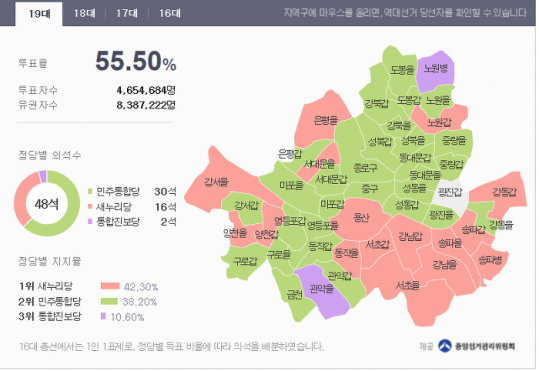 19대 18대 17대 16대
지역구에 마우스를 올리면, 역대선거 당선자를 확인할 수 있습니다
투표율 55.50%
투표자수 4,654,684명
유권자수 8,387,222명
정당별 의석수
48석
민주통합당 30석
새누리당 16석
통합진보당 2석
정당별 지지율
1위 새누리당 42,30%
2위 민주통합당 38,20%
3위 통합진보당 10,60%
도봉을 노원병
강북갑 도봉갑 노원을
은평을 강북을 노원갑
은평갑 성북갑 성북을 중랑을
서대문을 종로구 동대문갑 중랑갑
강서을 마포을 서대문갑 동대문을
중구 성동을 광진갑 강동갑
강서갑 마포갑 성동갑 광진을
영등포갑 영등포을 용산 강동을
양천을 양천갑 송파갑
구로갑 구로을 동작갑 동작을 서초갑 강남갑 송파을
관악갑 강남을 송파병
금천 관악을 서초을
16대 총선에서는 1인 1표제로, 정당별 득표 비율에 따라 의석을 배분하였습니다.
제공 중앙선거관리위원회